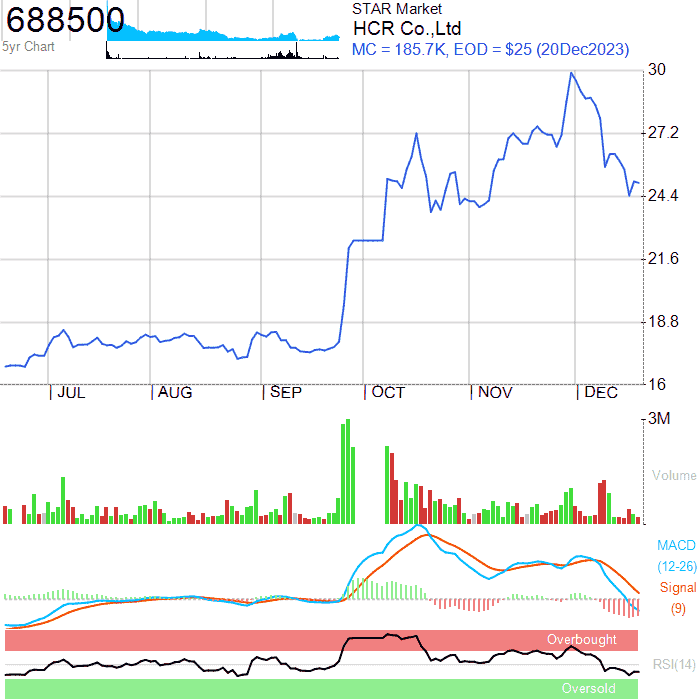 688500
5yr Chart
STAR Market
HCR Co.,Ltd
MC = 185.7K, EOD = $25 (20Dec2023)
30
27.2
24.4
21.6
18.8
16
JUL AUG SEP OCT NOV DEC
3M
Volume
MACD
(12-26)
Signal
(9)
Overbought
RSI(14)
Oversold